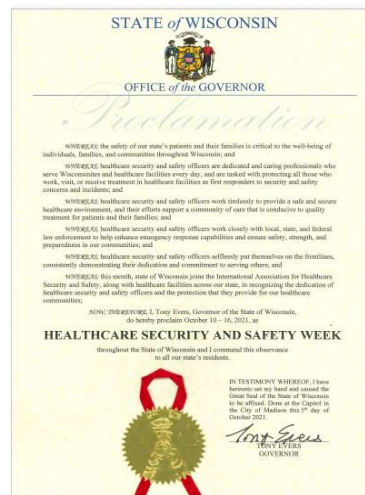 STATE of WISCONSIN
OFFICE of the GOVERNOR
Proclamation
WHEREAS; the safety of our state's patients and their families is critical to the well-being of
individuals, families, and communities throughout Wisconsin; and
WHEREAS; healthcare security and safety officers are dedicated and caring professionals who
serve Wisconsinites and healthcare facilities every day, and are tasked with protecting all those who
work, visit, or receive treatment in healthcare facilities as first responders to security and safety
concerns and incidents; and
WHEREAS; healthcare security and safety officers work tirelessly to provide a safe and secure
healthcare environment, and their efforts support a community of care that is conducive to quality
treatment for patients and their families; and
WHEREAS; healthcare security and safety officers work closely with local, state, and federal
law enforcement to help enhance emergency response capabilities and ensure safety, strength, and
preparedness in our communities; and
WHEREAS; healthcare security and safety officers selflessly put themselves on the frontlines,
consistently demonstrating their dedication and commitment to serving others; and
WHEREAS; this month, state of Wisconsin joins the International Association for Healthcare
Security and Safety, along with healthcare facilities across our state, in recognizing the dedication of
healthcare security and safety officers and the protection that they provide for our healthcare
communities;
NOW, THEREFORE, I, Tony Evers, Governor of the State of Wisconsin,
do hereby proclaim October 10 – 16, 2021, as
HEALTHCARE SECURITY AND SAFETY WEEK
throughout the State of Wisconsin and I commend this observance
to all our state's residents.
IN TESTIMONY WHEREOF, I have
hereunto set my hand and caused the
Great Seal of the State of Wisconsin
to be affixed. Done at the Capitol in
the City of Madison this 5th day of
October 2021.
Tony Evers
TONY EVERS
GOVERNOR